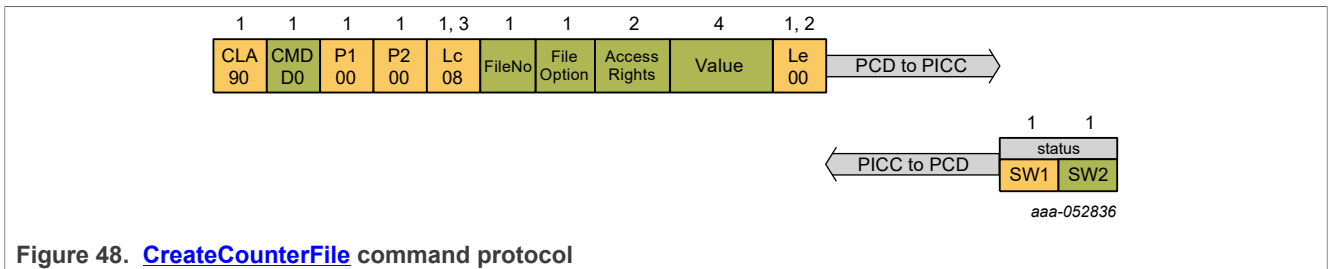 1 1 1 1 1, 3 1 1 2 4 1, 2
CLA CMD P1 P2 Lc FileNo File Access Value Le PCD to PICC
90 D0 00 00 08 Option Rights 00
1 1
status
PICC to PCD SW1 SW2
aaa-052836
Figure 48. CreateCounterFile command protocol